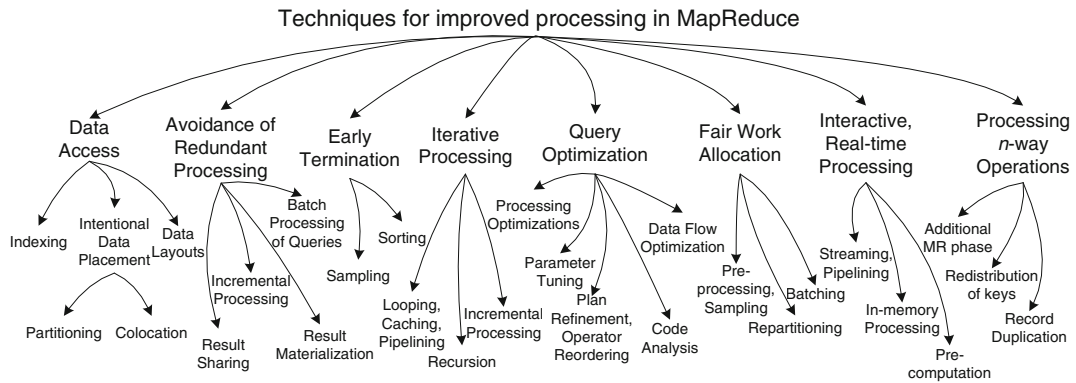 Techniques for improved processing in MapReduce
Data
Access
Avoidance of
Redundant
Processing
Early
Termination
Iterative
Processing
Query
Optimization
Fair Work
Allocation
Interactive,
Real-time
Processing
Processing
n-way
Operations
Indexing
Intentional
Data
Placement
Data
Layouts
Partitioning
Colocation
Batch
Processing
of Queries
Incremental
Processing
Result
Sharing
Result
Materialization
Sorting
Sampling
Looping,
Caching,
Pipelining
Recursion
Incremental
Processing
Processing
Optimizations
Parameter
Tuning
Plan
Refinement,
Operator
Reordering
Code
Analysis
Data Flow
Optimization
Pre-
processing,
Sampling
Repartitioning
Batching
Streaming,
Pipelining
In-memory
Processing
Pre-
computation
Additional
MR phase
Redistribution
of keys
Record
Duplication